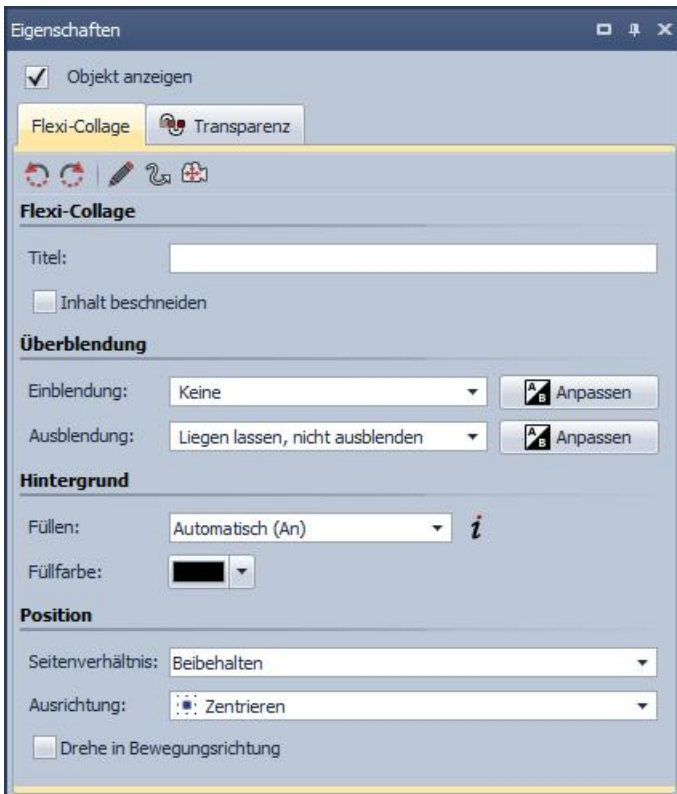 Eigenschaften
Objekt anzeigen
Flexi-Collage Transparenz
Flexi-Collage
Titel:
Inhalt beschneiden
Überblendung
Einblendung: Keine Anpassen
Ausblendung: Liegen lassen, nicht ausblenden Anpassen
Hintergrund
Füllen: Automatisch (An)
Füllfarbe:
Position
Seitenverhältnis: Beibehalten
Ausrichtung: Zentrieren
Drehe in Bewegungsrichtung